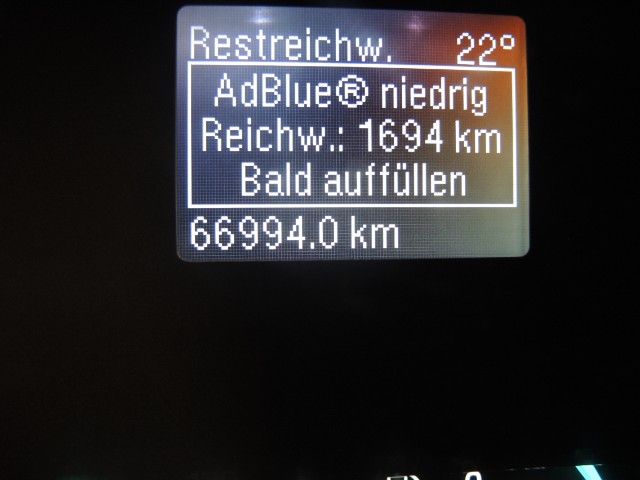 Restreichw. 22°
AdBlue® niedrig
Reichw.: 1694 km
Bald auffüllen
66994.0 km